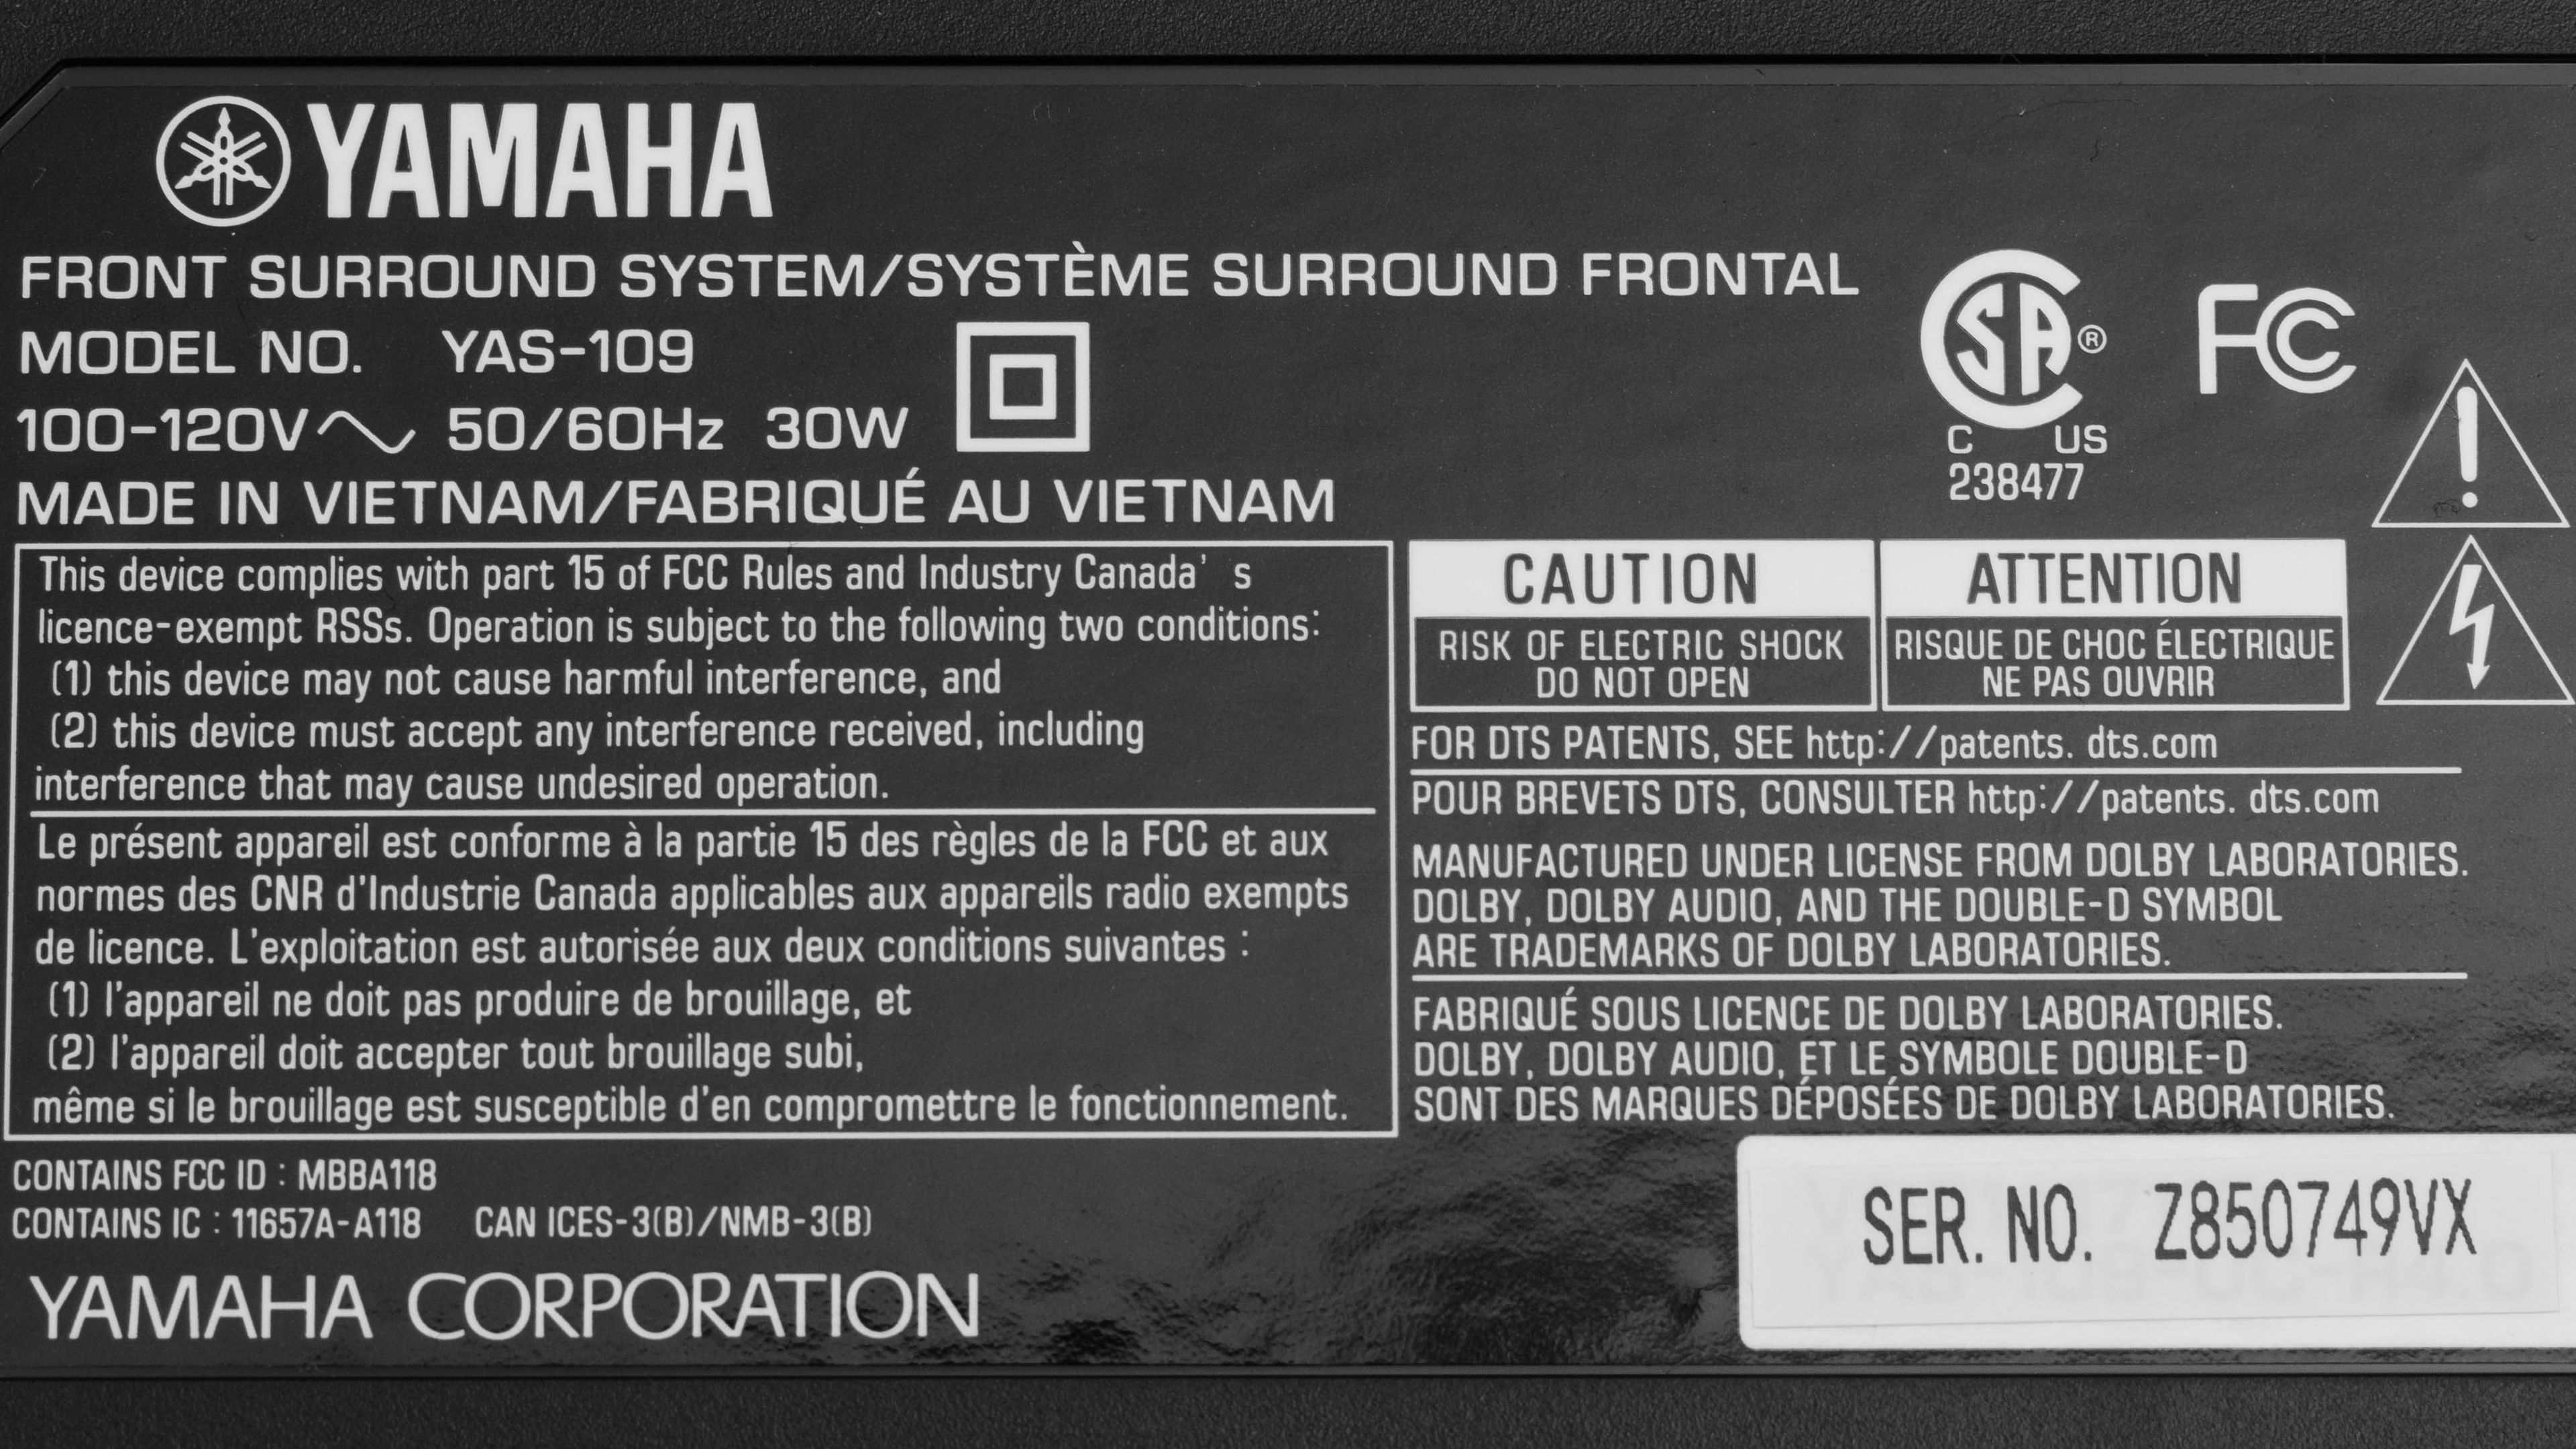 YAMAHA
FRONT SURROUND SYSTEM/SYSTÈME SURROUND FRONTAL
MODEL NO. YAS-109
100-120V 50/60Hz 30W
MADE IN VIETNAM/FABRIQUÉ AU VIETNAM
SA®
C US
238477
FC
This device complies with part 15 of FCC Rules and Industry Canada' s
licence-exempt RSSs. Operation is subject to the following two conditions:
(1) this device may not cause harmful interference, and
(2) this device must accept any interference received, including
interference that may cause undesired operation.
Le présent appareil est conforme à la partie 15 des règles de la FCC et aux
normes des CNR d'Industrie Canada applicables aux appareils radio exempts
de licence. L'exploitation est autorisée aux deux conditions suivantes :
(1) l'appareil ne doit pas produire de brouillage, et
(2) l'appareil doit accepter tout brouillage subi,
même si le brouillage est susceptible d'en compromettre le fonctionnement.
CAUTION
RISK OF ELECTRIC SHOCK
DO NOT OPEN
ATTENTION
RISQUE DE CHOC ÉLECTRIQUE
NE PAS OUVRIR
FOR DTS PATENTS, SEE http://patents. dts.com
POUR BREVETS DTS, CONSULTER http://patents. dts.com
MANUFACTURED UNDER LICENSE FROM DOLBY LABORATORIES.
DOLBY, DOLBY AUDIO, AND THE DOUBLE-D SYMBOL
ARE TRADEMARKS OF DOLBY LABORATORIES.
FABRIQUÉ SOUS LICENCE DE DOLBY LABORATORIES.
DOLBY, DOLBY AUDIO, ET LE SYMBOLE DOUBLE-D
SONT DES MARQUES DÉPOSÉES DE DOLBY LABORATORIES.
CONTAINS FCC ID : MBBA118
CONTAINS IC : 11657A-A118 CAN ICES-3(B)/NMB-3(B)
YAMAHA CORPORATION
SER. NO. Z850749VX